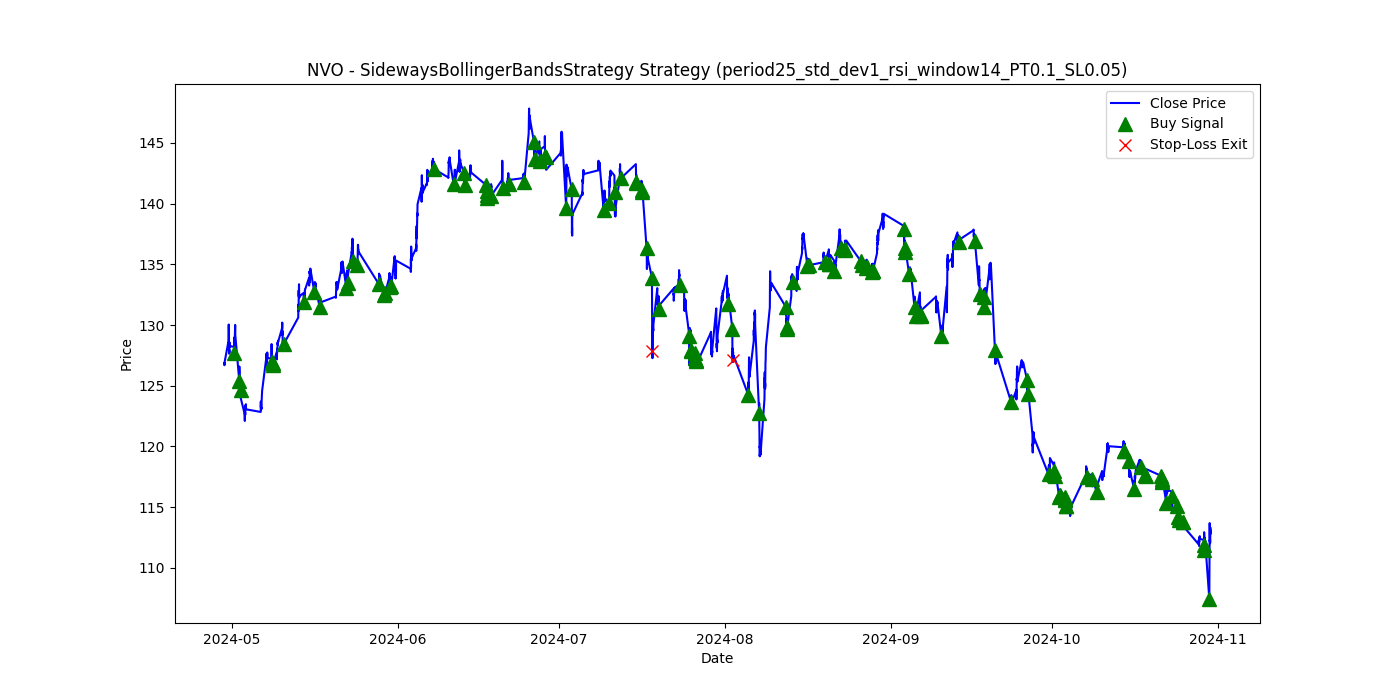 NVO - SidewaysBollingerBandsStrategy Strategy (period25_std_dev1_rsi_window14_PT0.1_SL0.05)
Close Price
Buy Signal
Stop-Loss Exit
Price
145
140
135
130
125
120
115
110
2024-05
2024-06
2024-07
2024-08
2024-09
2024-10
2024-11
Date